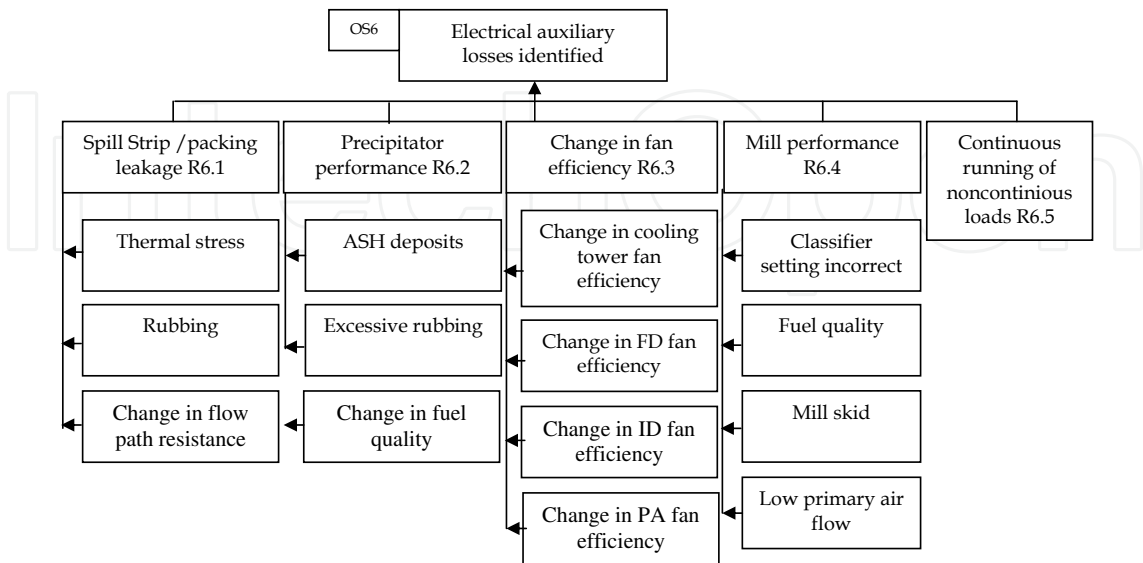 OS6
Electrical auxiliary
losses identified
Spill Strip /packing
leakage R6.1
Precipitator
performance R6.2
Change in fan
efficiency R6.3
Mill performance
R6.4
Continuous
running of
noncontinious
loads R6.5
Thermal stress
Rubbing
Change in flow
path resistance
ASH deposits
Excessive rubbing
Change in fuel
quality
Change in cooling
tower fan
efficiency
Change in FD fan
efficiency
Change in ID fan
efficiency
Change in PA fan
efficiency
Classifier
setting incorrect
Fuel quality
Mill skid
Low primary air
flow
IntechOpen